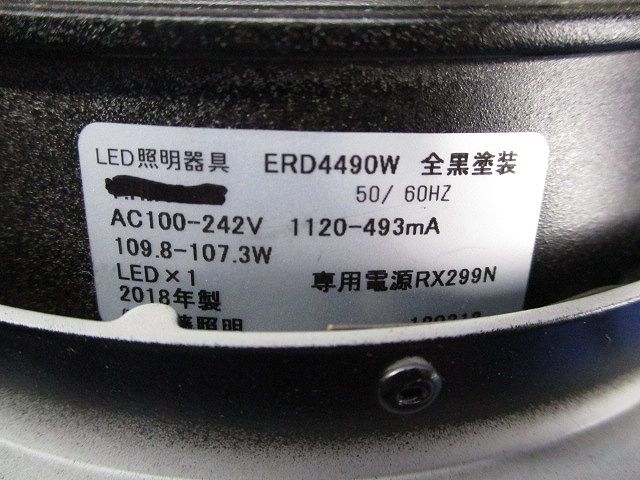 LED照明器具 ERD4490W 全黒塗装
50/ 60HZ
AC100-242V 1120-493mA
109.8-107.3W
LED×1 専用電源RX299N
2018年製
照明